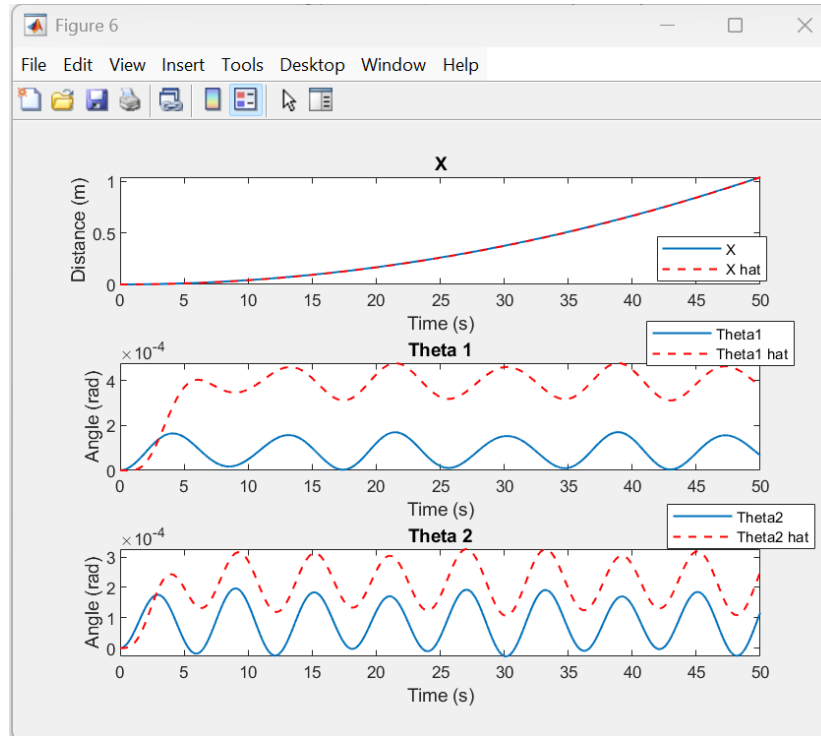 Figure 6
File Edit View Insert Tools Desktop Window Help
X
Distance (m)
1
0.5
0
0 5 10 15 20 25 30 35 40 45 50
Time (s)
X
X hat
Theta 1
×10-4
Angle (rad)
4
2
0
0 5 10 15 20 25 30 35 40 45 50
Time (s)
Theta1
Theta1 hat
Theta 2
×10-4
Angle (rad)
3
2
1
0
0 5 10 15 20 25 30 35 40 45 50
Time (s)
Theta2
Theta2 hat